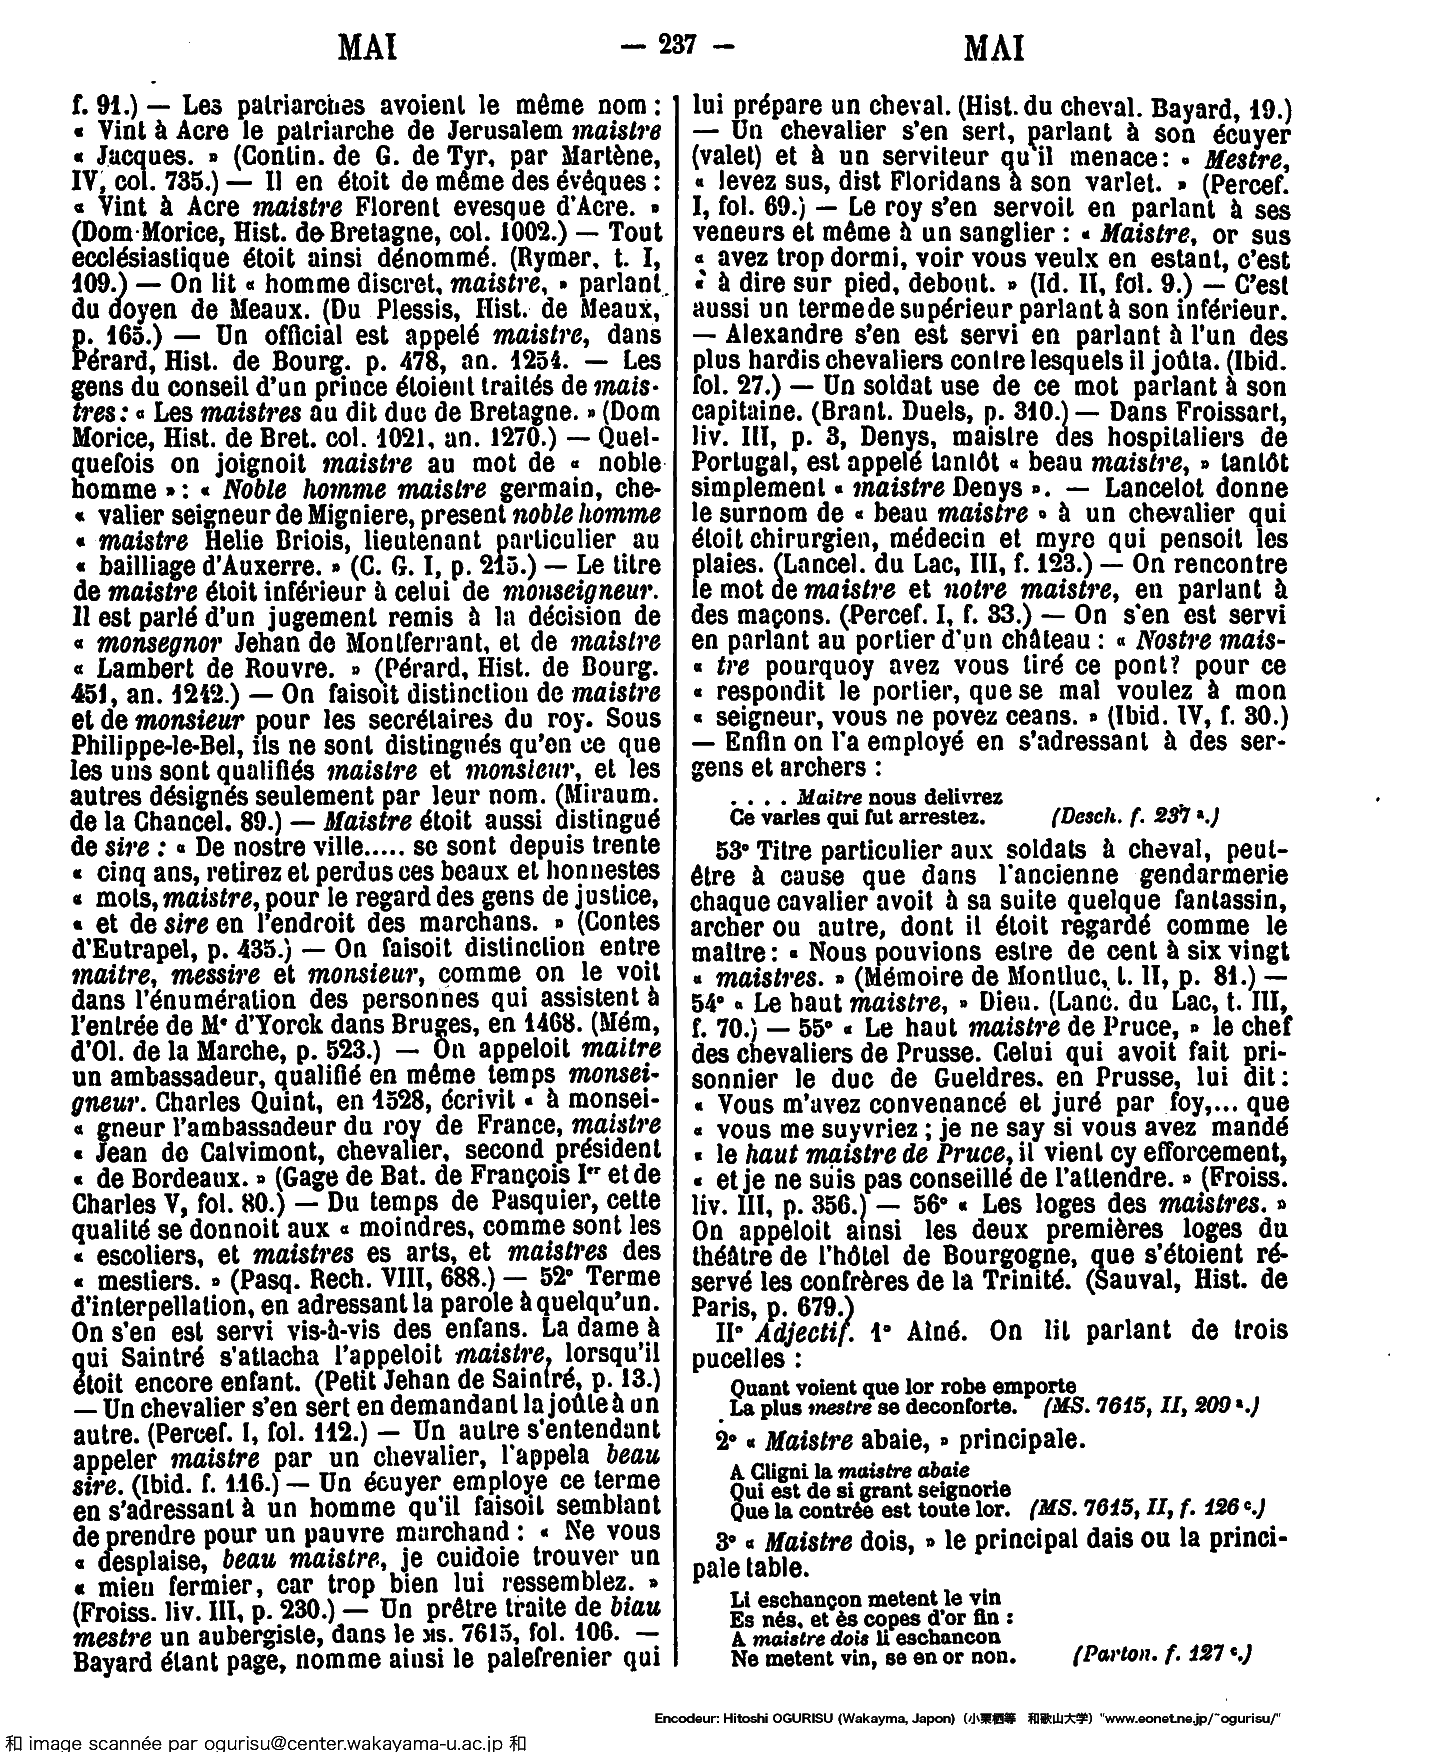 MAI — 237 — MAI
f. 91.) — Les patriarches avoient le même nom :
« Vint à Acre le patriarche de Jerusalem maistre
« Jacques. » (Contin. de G. de Tyr, par Martène,
IV, col. 735.) — Il en étoit de même des évêques :
« Vint à Acre maistre Florent evesque d'Acre. »
(Dom Morice, Hist. de Bretagne, col. 1002.) — Tout
ecclésiastique étoit ainsi dénommé. (Rymer, t. I,
109.) — On lit « homme discret, maistre, » parlant
du doyen de Meaux. (Du Plessis, Hist. de Meaux,
p. 165.) — Un official est appelé maistre, dans
Pérard, Hist. de Bourg. p. 478, an. 1254. — Les
gens du conseil d'un prince étoient traités de mais-
tres : « Les maistres au dit duc de Bretagne. » (Dom
Morice, Hist. de Bret. col. 1021, an. 1270.) — Quel-
quefois on joignoit maistre au mot de « noble
homme » : « Noble homme maistre germain, che-
« valier seigneur de Migniere, present noble homme
« maistre Helie Briois, lieutenant particulier au
« bailliage d'Auxerre. » (C. G. I, p. 215.) — Le titre
de maistre étoit inférieur à celui de monseigneur.
Il est parlé d'un jugement remis à la décision de
« monsegnor Jehan de Montferrant, et de maistre
« Lambert de Rouvre. » (Pérard, Hist. de Bourg.
451, an. 1242.) — On faisoit distinction de maistre
et de monsieur pour les secrétaires du roy. Sous
Philippe-le-Bel, ils ne sont distingués qu'en ce que
les uns sont qualifiés maistre et monsieur, et les
autres désignés seulement par leur nom. (Miraum.
de la Chancel. 89.) — Maistre étoit aussi distingué
de sire : « De nostre ville..... se sont depuis trente
« cinq ans, retirez et perdus ces beaux et honnestes
« mots, maistre, pour le regard des gens de justice,
« et de sire en l'endroit des marchans. » (Contes
d'Eutrapel, p. 435.) — On faisoit distinction entre
maitre, messire et monsieur, comme on le voit
dans l'énumération des personnes qui assistent à
l'entrée de Me d'Yorck dans Bruges, en 1468. (Mém,
d'Ol. de la Marche, p. 523.) — On appeloit maitre
un ambassadeur, qualifié en même temps monsei-
gneur. Charles Quint, en 1528, écrivit « à monsei-
« gneur l'ambassadeur du roy de France, maistre
« Jean de Calvimont, chevalier, second président
« de Bordeaux. » (Gage de Bat. de François Ier et de
Charles V, fol. 80.) — Du temps de Pasquier, cette
qualité se donnoit aux « moindres, comme sont les
« escoliers, et maistres es arts, et maistres des
« mestiers. » (Pasq. Rech. VIII, 688.) — 52° Terme
d'interpellation, en adressant la parole à quelqu'un.
On s'en est servi vis-à-vis des enfans. La dame à
qui Saintré s'attacha l'appeloit maistre, lorsqu'il
étoit encore enfant. (Petit Jehan de Saintré, p. 13.)
— Un chevalier s'en sert en demandant la joûte à un
autre. (Percef. I, fol. 112.) — Un autre s'entendant
appeler maistre par un chevalier, l'appela beau
sire. (Ibid. f. 116.) — Un écuyer employe ce terme
en s'adressant à un homme qu'il faisoit semblant
de prendre pour un pauvre marchand : « Ne vous
« desplaise, beau maistre, je cuidoie trouver un
« mien fermier, car trop bien lui ressemblez. »
(Froiss. liv. III, p. 230.) — Un prêtre traite de biau
mestre un aubergiste, dans le MS. 7615, fol. 106. —
Bayard étant page, nomme ainsi le palefrenier qui
lui prépare un cheval. (Hist. du cheval. Bayard, 19.)
— Un chevalier s'en sert, parlant à son écuyer
(valet) et à un serviteur qu'il menace : « Mestre,
« levez sus, dist Floridans à son varlet. » (Percef.
I, fol. 69.) — Le roy s'en servoit en parlant à ses
veneurs et même à un sanglier : « Maistre, or sus
« avez trop dormi, voir vous veulx en estant, c'est
« à dire sur pied, debout. » (Id. II, fol. 9.) — C'est
aussi un terme de supérieur parlant à son inférieur.
— Alexandre s'en est servi en parlant à l'un des
plus hardis chevaliers contre lesquels il joûta. (Ibid.
fol. 27.) — Un soldat use de ce mot parlant à son
capitaine. (Brant. Duels, p. 310.) — Dans Froissart,
liv. III, p. 3, Denys, maistre des hospitaliers de
Portugal, est appelé tantôt « beau maistre, » tantôt
simplement « maistre Denys ». — Lancelot donne
le surnom de « beau maistre » à un chevalier qui
étoit chirurgien, médecin et myre qui pensoit les
plaies. (Lancel. du Lac, III, f. 123.) — On rencontre
le mot de maistre et notre maistre, en parlant à
des maçons. (Percef. I, f. 83.) — On s'en est servi
en parlant au portier d'un château : « Nostre mais-
« tre pourquoy avez vous tiré ce pont? pour ce
« respondit le portier, que se mal voulez à mon
« seigneur, vous ne povez ceans. » (Ibid. IV, f. 30.)
— Enfin on l'a employé en s'adressant à des ser-
gens et archers :
. . . . Maitre nous delivrez
Ce varles qui fut arrestez. (Desch. f. 237 a.)
53° Titre particulier aux soldats à cheval, peut-
être à cause que dans l'ancienne gendarmerie
chaque cavalier avoit à sa suite quelque fantassin,
archer ou autre, dont il étoit regardé comme le
maître : « Nous pouvions estre de cent à six vingt
« maistres. » (Mémoire de Montluc, t. II, p. 81.) —
54° « Le haut maistre, » Dieu. (Lanc. du Lac, t. III,
f. 70.) — 55° « Le haut maistre de Pruce, » le chef
des chevaliers de Prusse. Celui qui avoit fait pri-
sonnier le duc de Gueldres, en Prusse, lui dit :
« Vous m'avez convenancé et juré par foy,... que
« vous me suyvriez ; je ne say si vous avez mandé
« le haut maistre de Pruce, il vient cy efforcement,
« et je ne suis pas conseillé de l'attendre. » (Froiss.
liv. III, p. 356.) — 56° « Les loges des maistres. »
On appeloit ainsi les deux premières loges du
théâtre de l'hôtel de Bourgogne, que s'étoient ré-
servé les confrères de la Trinité. (Sauval, Hist. de
Paris, p. 679.)
II° Adjectif. 1° Aîné. On lit parlant de trois
pucelles :
Quant voient que lor robe emporte
La plus mestre se deconforte. (MS. 7615, II, 209 a.)
2° « Maistre abaie, » principale.
A Cligni la maistre abaie
Qui est de si grant seignorie
Que la contrée est toute lor. (MS. 7615, II, f. 126 c.)
3° « Maistre dois, » le principal dais ou la princi-
pale table.
Li eschançon metent le vin
Es nés, et ès copes d'or fin :
A maistre dois li eschancon
Ne metent vin, se en or non. (Parton. f. 127 c.)
Encodeur: Hitoshi OGURISU (Wakayma, Japon) (小栗栖等 和歌山大学) "www.eonet.ne.jp/~ogurisu/"
和 image scannée par ogurisu@center.wakayama-u.ac.jp 和